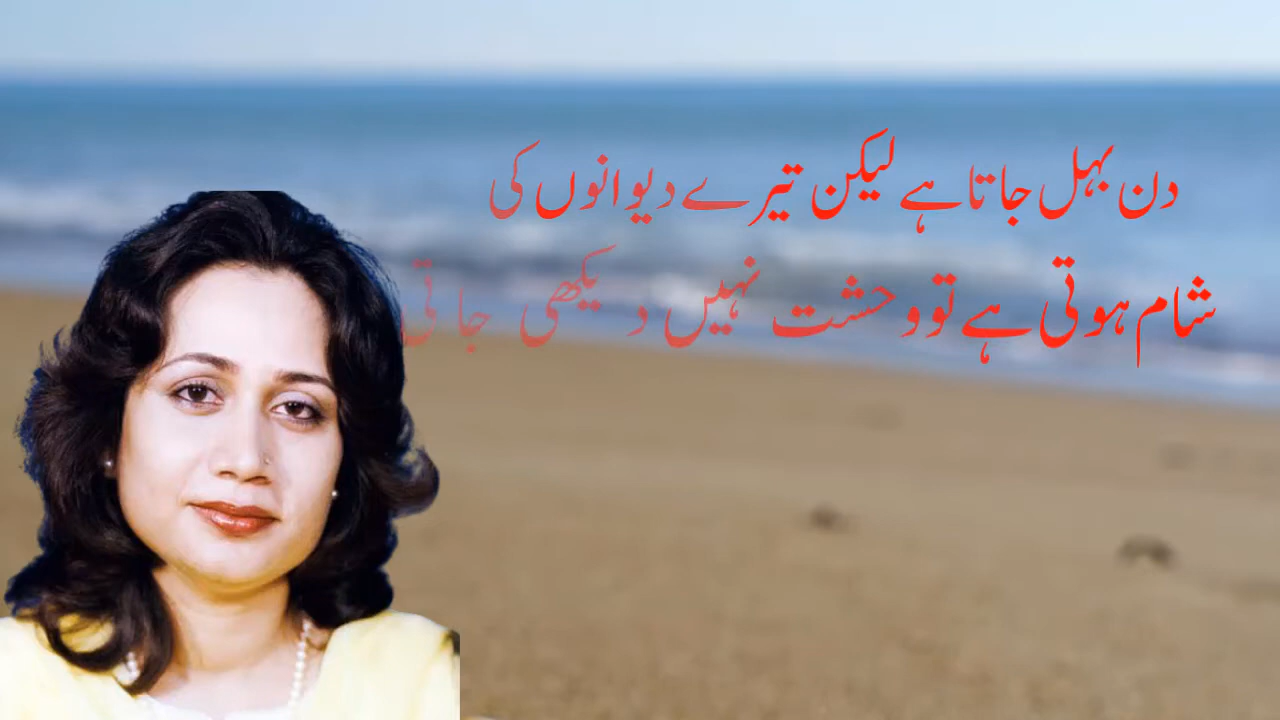 دن بہل جاتا ہے لیکن تیرے دیوانوں کی
شام ہوتی ہے تو وحشت نہیں دیکھی جاتی